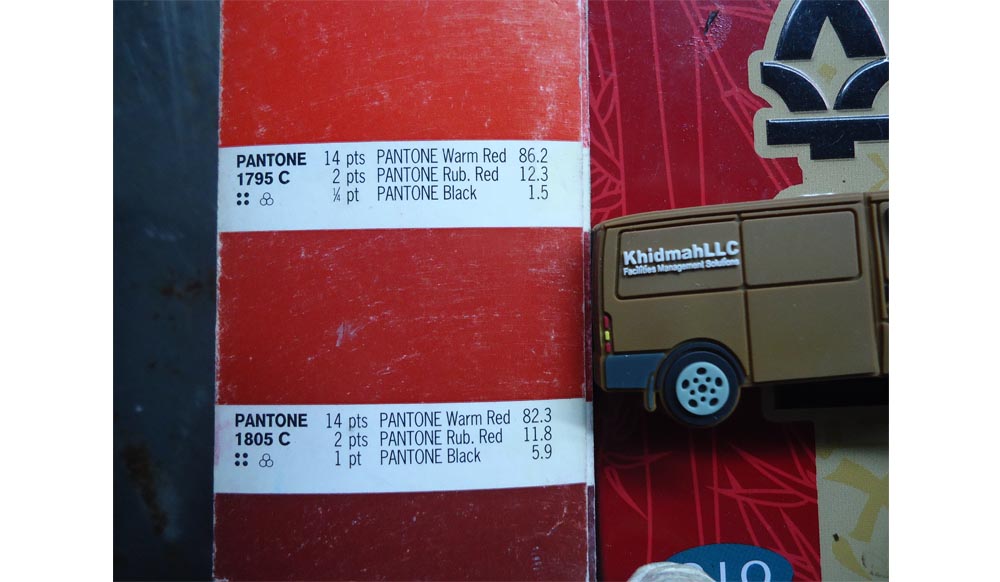 PANTONE 14 pts PANTONE Warm Red 86.2
1795 C 2 pts PANTONE Rub. Red 12.3
¼ pt PANTONE Black 1.5
KhidmahLLC
Facilities Management Solutions
PANTONE 14 pts PANTONE Warm Red 82.3
1805 C 2 pts PANTONE Rub. Red 11.8
1 pt PANTONE Black 5.9